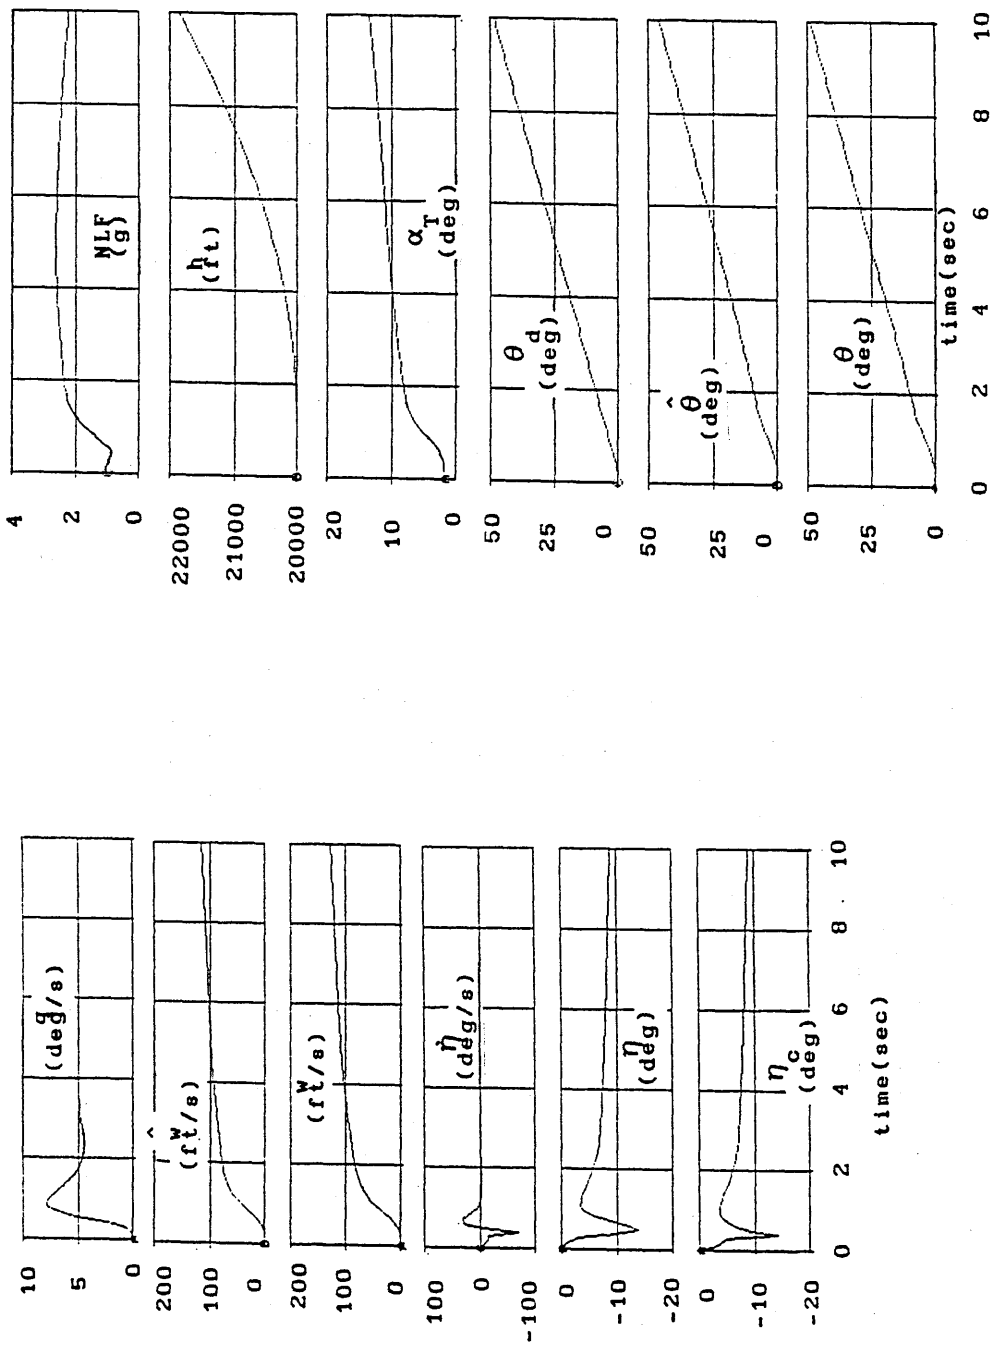 10
q
(deg/s)
5
0
200
ŵ
(ft/s)
100
0
200
w
(ft/s)
100
0
100
η̇
(deg/s)
0
-100
0
η
(deg)
-10
-20
0
η c
(deg)
-10
-20
0 2 4 6 8 10
time(sec)
4
NLF
(g)
2
0
22000
h
(ft)
21000
20000
20
α T
(deg)
10
0
50
θ d
(deg)
25
0
50
θ̂
(deg)
25
0
50
θ
(deg)
25
0
0 2 4 6 8 10
time(sec)